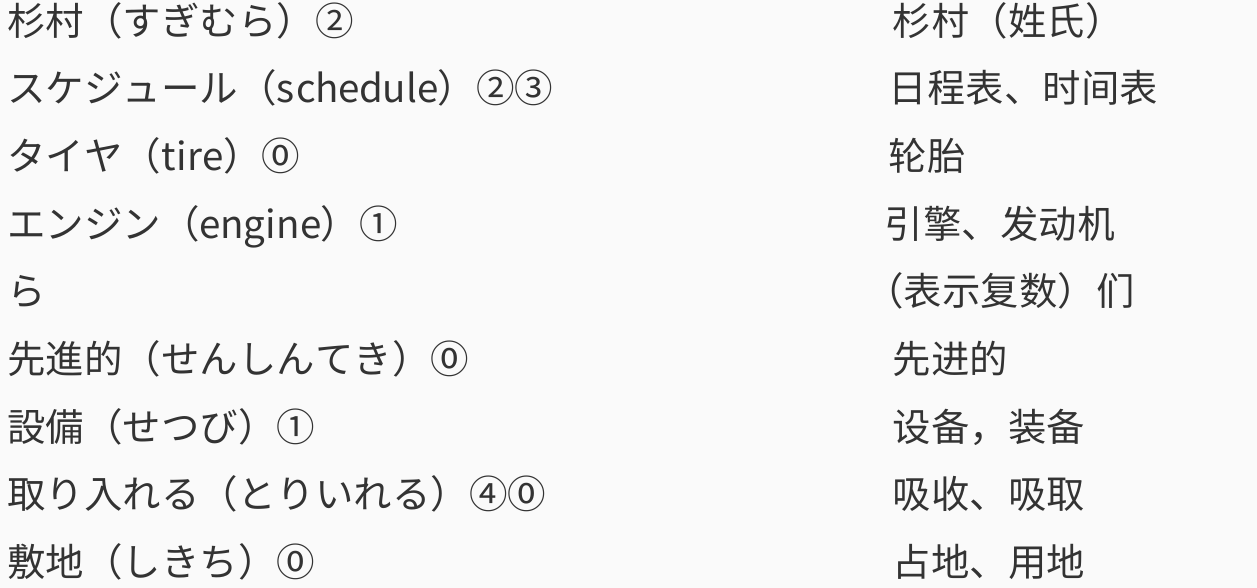 杉村（すぎむら）② 杉村（姓氏）
スケジュール（schedule）②③ 日程表、时间表
タイヤ（tire）⓪ 轮胎
エンジン（engine）① 引擎、发动机
ら （表示复数）们
先進的（せんしんてき）⓪ 先进的
設備（せつび）① 设备，装备
取り入れる（とりいれる）④⓪ 吸收、吸取
敷地（しきち）⓪ 占地、用地